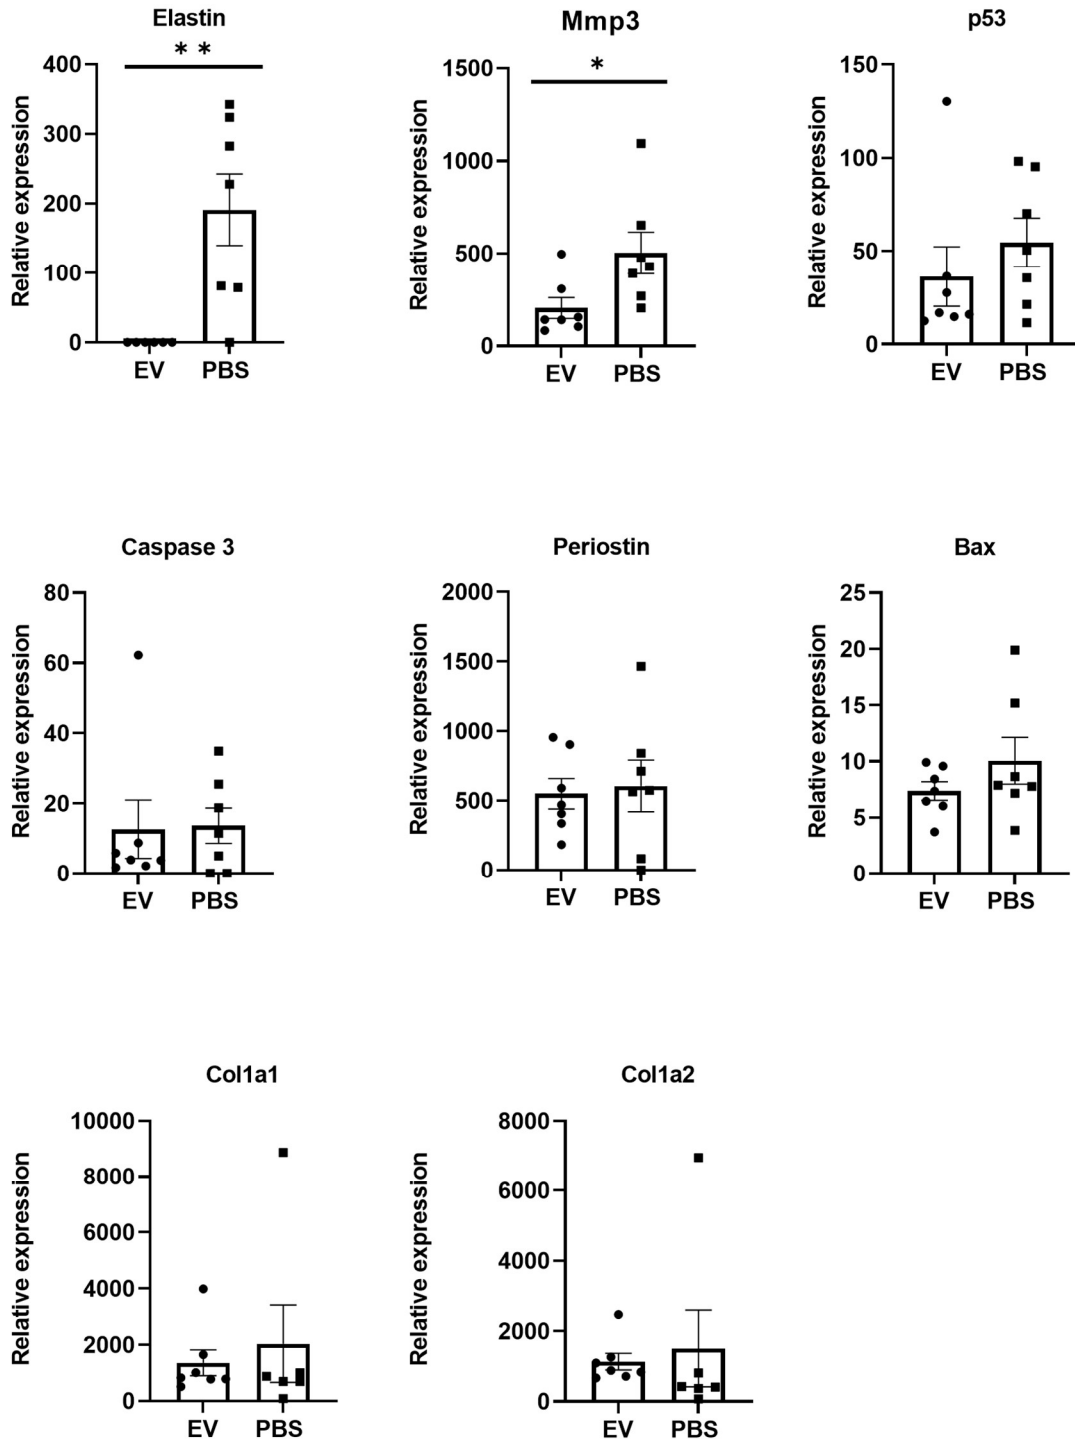 Elastin
* *
400
300
200
100
0
Relative expression
EV PBS
Mmp3
*
1500
1000
500
0
Relative expression
EV PBS
p53
150
100
50
0
Relative expression
EV PBS
Caspase 3
80
60
40
20
0
Relative expression
EV PBS
Periostin
2000
1500
1000
500
0
Relative expression
EV PBS
Bax
25
20
15
10
5
0
Relative expression
EV PBS
Col1a1
10000
8000
6000
4000
2000
0
Relative expression
EV PBS
Col1a2
8000
6000
4000
2000
0
Relative expression
EV PBS